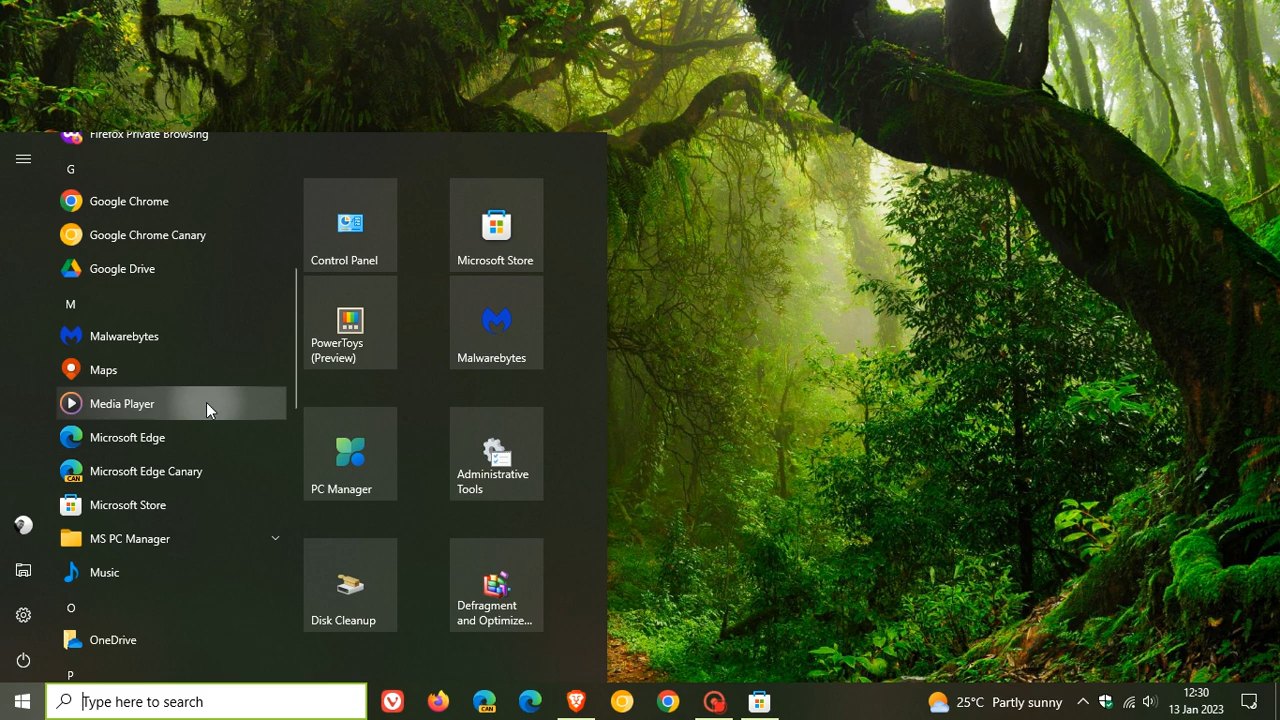 Firefox Private Browsing
G
Google Chrome
Google Chrome Canary
Google Drive
M
Malwarebytes
Maps
Media Player
Microsoft Edge
CAN
Microsoft Edge Canary
Microsoft Store
MS PC Manager
Music
O
OneDrive
P
Control Panel
Microsoft Store
PowerToys
(Preview)
Malwarebytes
PC Manager
Administrative
Tools
Disk Cleanup
Defragment
and Optimize...
Type here to search
CAN
25°C Partly sunny
12:30
13 Jan 2023